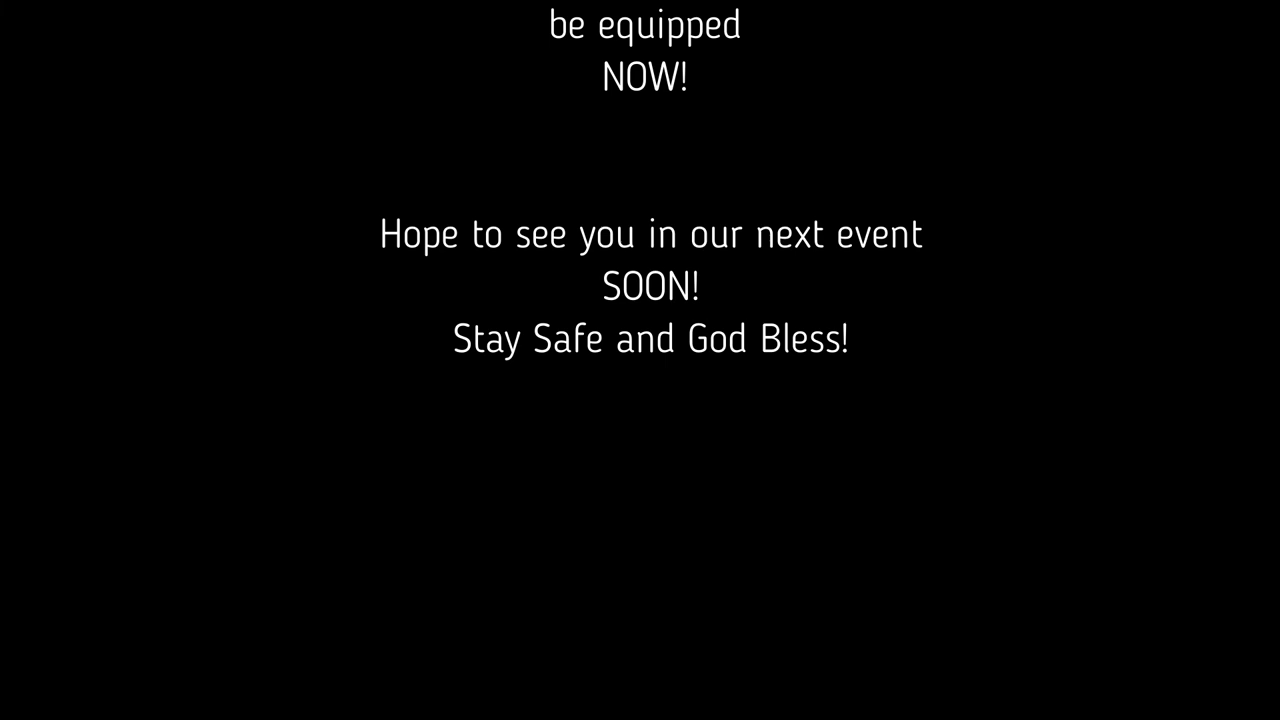 be equipped
NOW!
Hope to see you in our next event
SOON!
Stay Safe and God Bless!